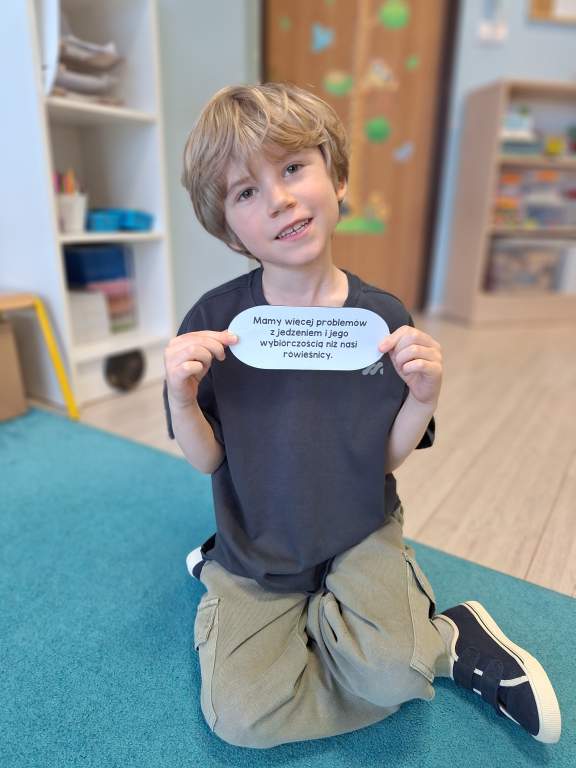 Mamy więcej problemów
z jedzeniem i jego
wybiórczością niż nasi
rówieśnicy.